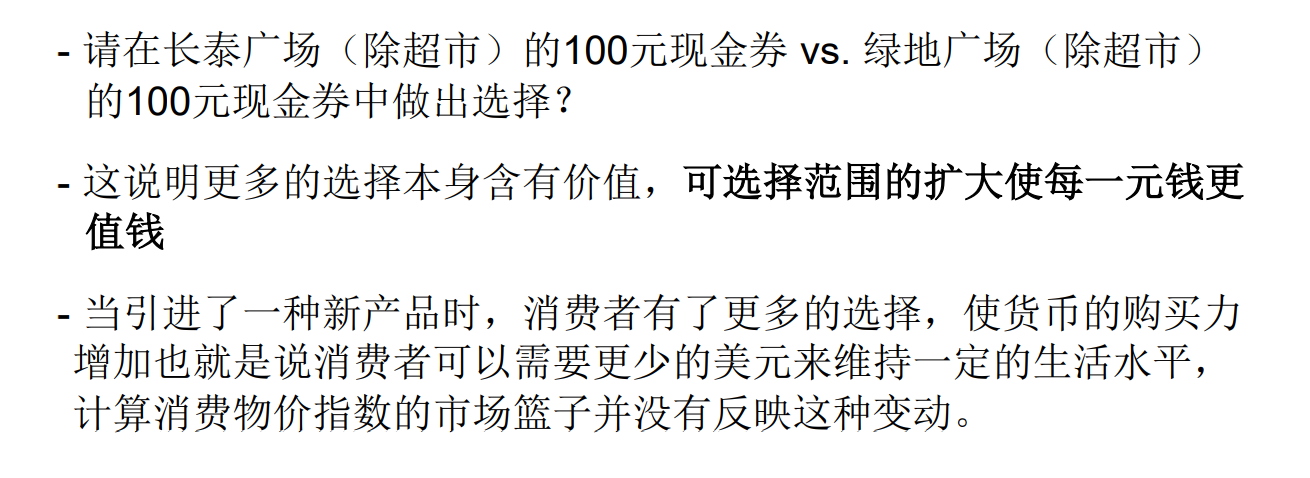 - 请在长泰广场（除超市）的100元现金券 vs. 绿地广场（除超市）
的100元现金券中做出选择？
- 这说明更多的选择本身含有价值，可选择范围的扩大使每一元钱更
值钱
- 当引进了一种新产品时，消费者有了更多的选择，使货币的购买力
增加也就是说消费者可以需要更少的美元来维持一定的生活水平，
计算消费物价指数的市场篮子并没有反映这种变动。